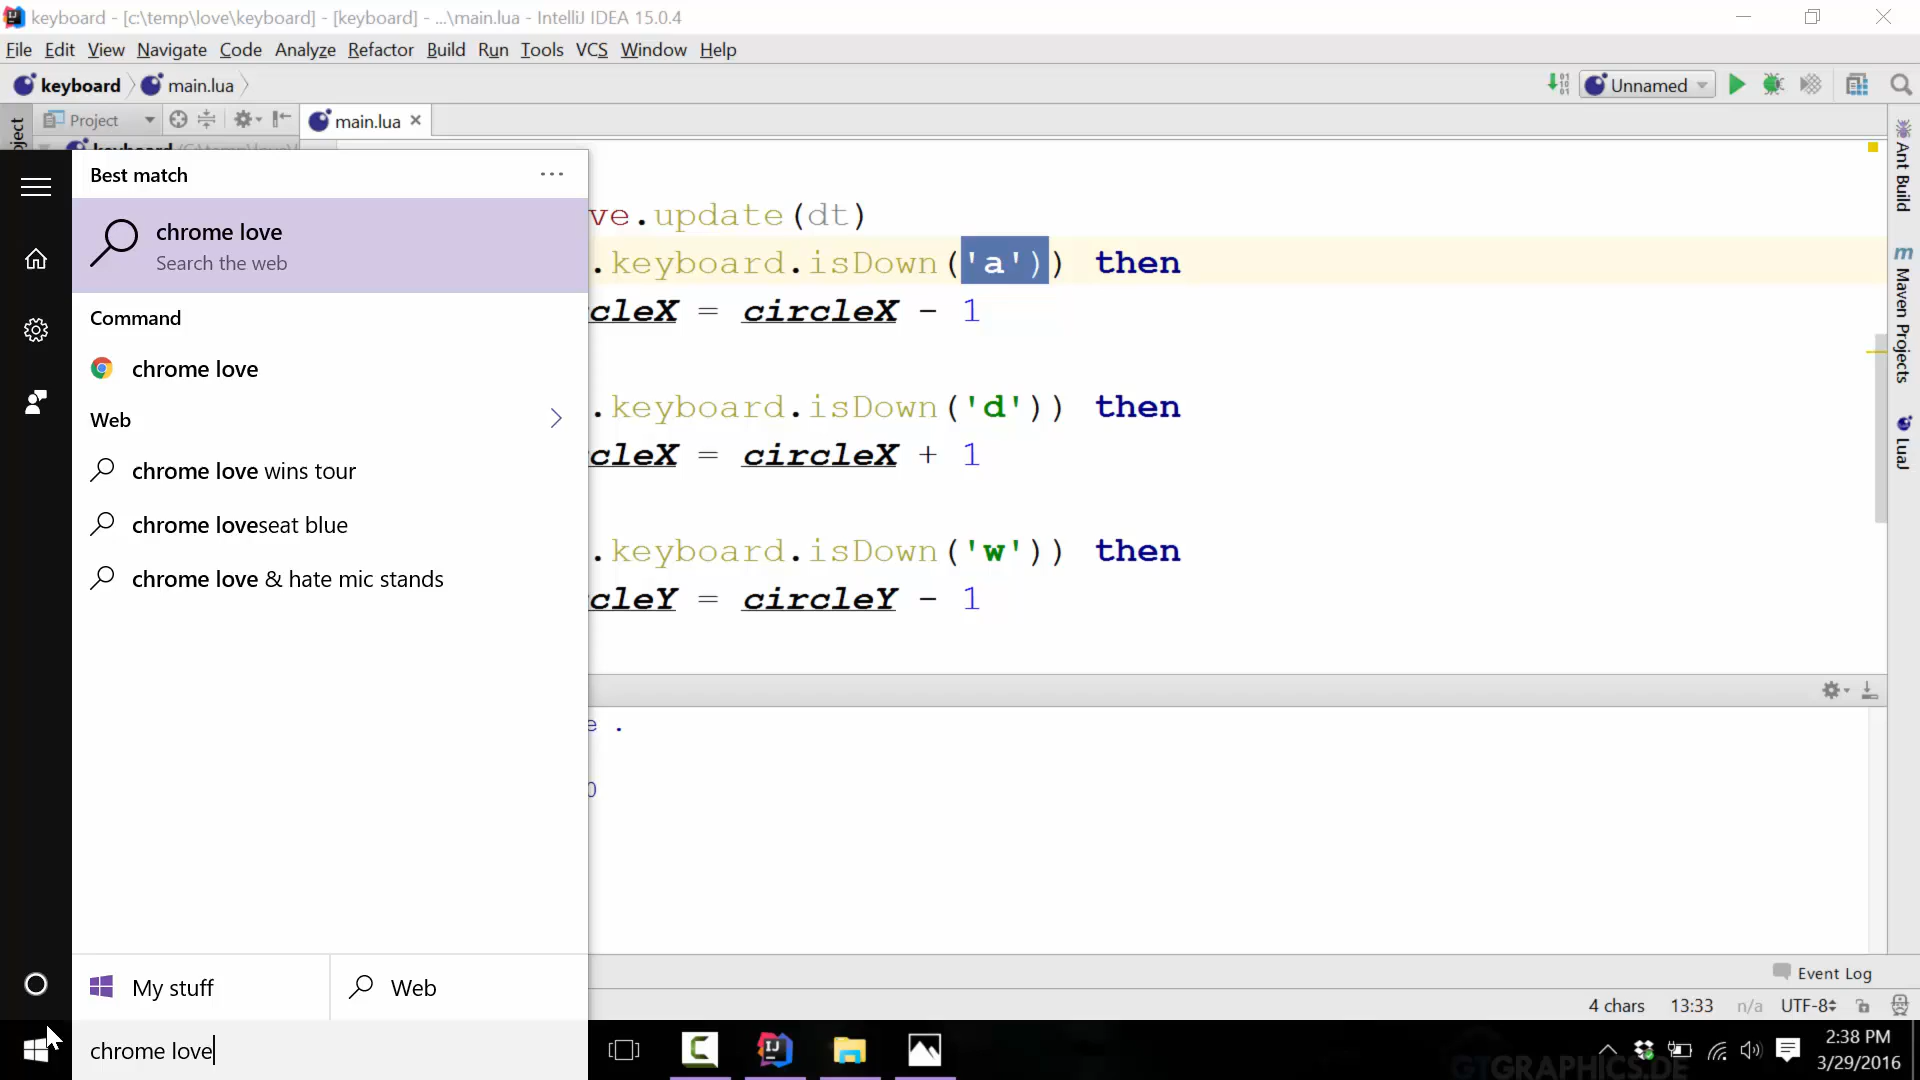 keyboard - [c:\temp\love\keyboard] - [keyboard] - ...\main.lua - IntelliJ IDEA 15.0.4
File Edit View Navigate Code Analyze Refactor Build Run Tools VCS Window Help
keyboard main.lua Unnamed
Project main.lua
Best match
chrome love
Search the web
Command
chrome love
Web
chrome love wins tour
chrome loveseat blue
chrome love & hate mic stands
My stuff Web
chrome love
ve.update(dt)
.keyboard.isDown('a')) then
cleX = circleX - 1
.keyboard.isDown('d')) then
cleX = circleX + 1
.keyboard.isDown('w')) then
cleY = circleY - 1
e .
0
Ant Build
Maven Projects
LuaJ
Event Log
4 chars 13:33 n/a UTF-8
2:38 PM
3/29/2016
GTGRAPHICS.DE